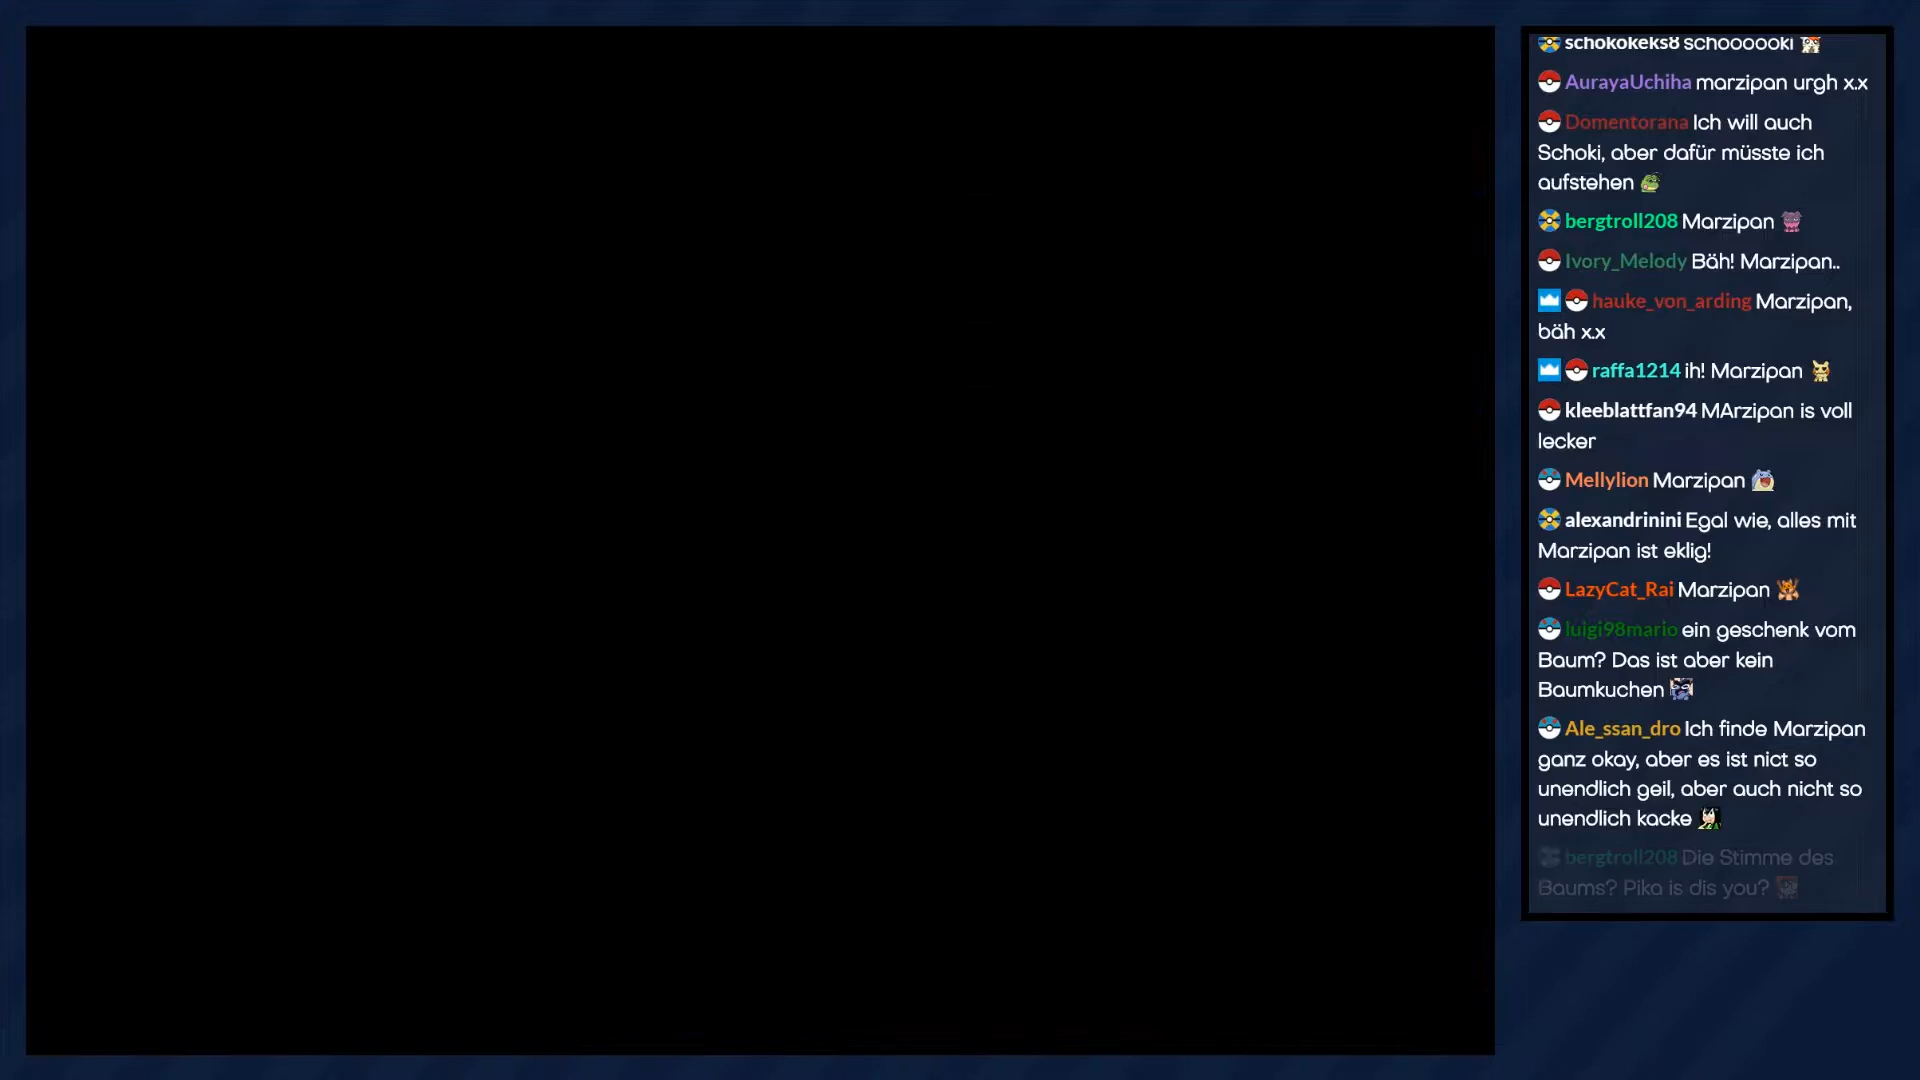 schokokeks8 schoooooki
AurayaUchiha marzipan urgh x.x
Domentorana Ich will auch
Schoki, aber dafür müsste ich
aufstehen
bergtroll208 Marzipan
Ivory_Melody Bäh! Marzipan..
hauke_von_arding Marzipan,
bäh x.x
raffa1214 ih! Marzipan
kleeblattfan94 MArzipan is voll
lecker
Mellylion Marzipan
alexandrinini Egal wie, alles mit
Marzipan ist eklig!
LazyCat_Rai Marzipan
luigi98mario ein geschenk vom
Baum? Das ist aber kein
Baumkuchen
Ale_ssan_dro Ich finde Marzipan
ganz okay, aber es ist nict so
unendlich geil, aber auch nicht so
unendlich kacke
bergtroll208 Die Stimme des
Baums? Pika is dis you?